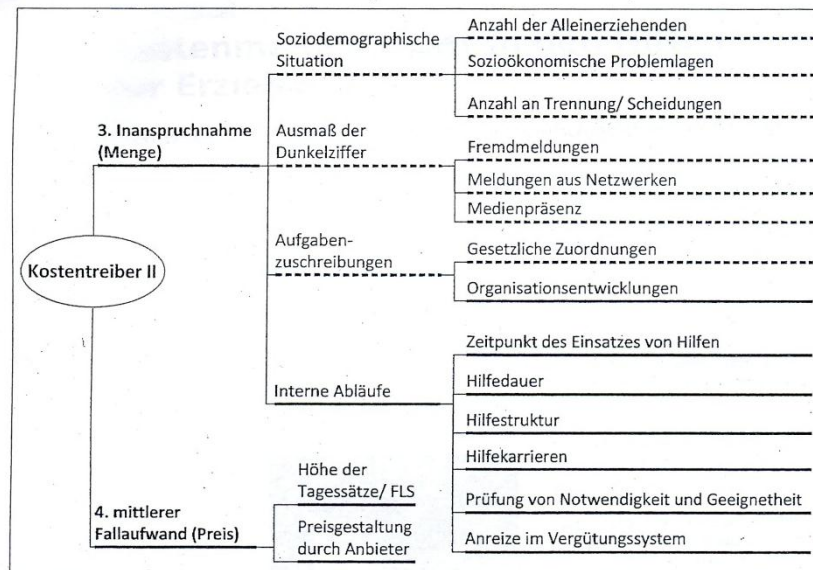 Kostentreiber II
3. Inanspruchnahme
(Menge)
Soziodemographische
Situation
Anzahl der Alleinerziehenden
Sozioökonomische Problemlagen
Anzahl an Trennung/ Scheidungen
Ausmaß der
Dunkelziffer
Fremdmeldungen
Meldungen aus Netzwerken
Medienpräsenz
Aufgaben-
zuschreibungen
Gesetzliche Zuordnungen
Organisationsentwicklungen
Interne Abläufe
Zeitpunkt des Einsatzes von Hilfen
Hilfedauer
Hilfestruktur
Hilfekarrieren
Prüfung von Notwendigkeit und Geeignetheit
Anreize im Vergütungssystem
4. mittlerer
Fallaufwand (Preis)
Höhe der
Tagessätze/ FLS
Preisgestaltung
durch Anbieter